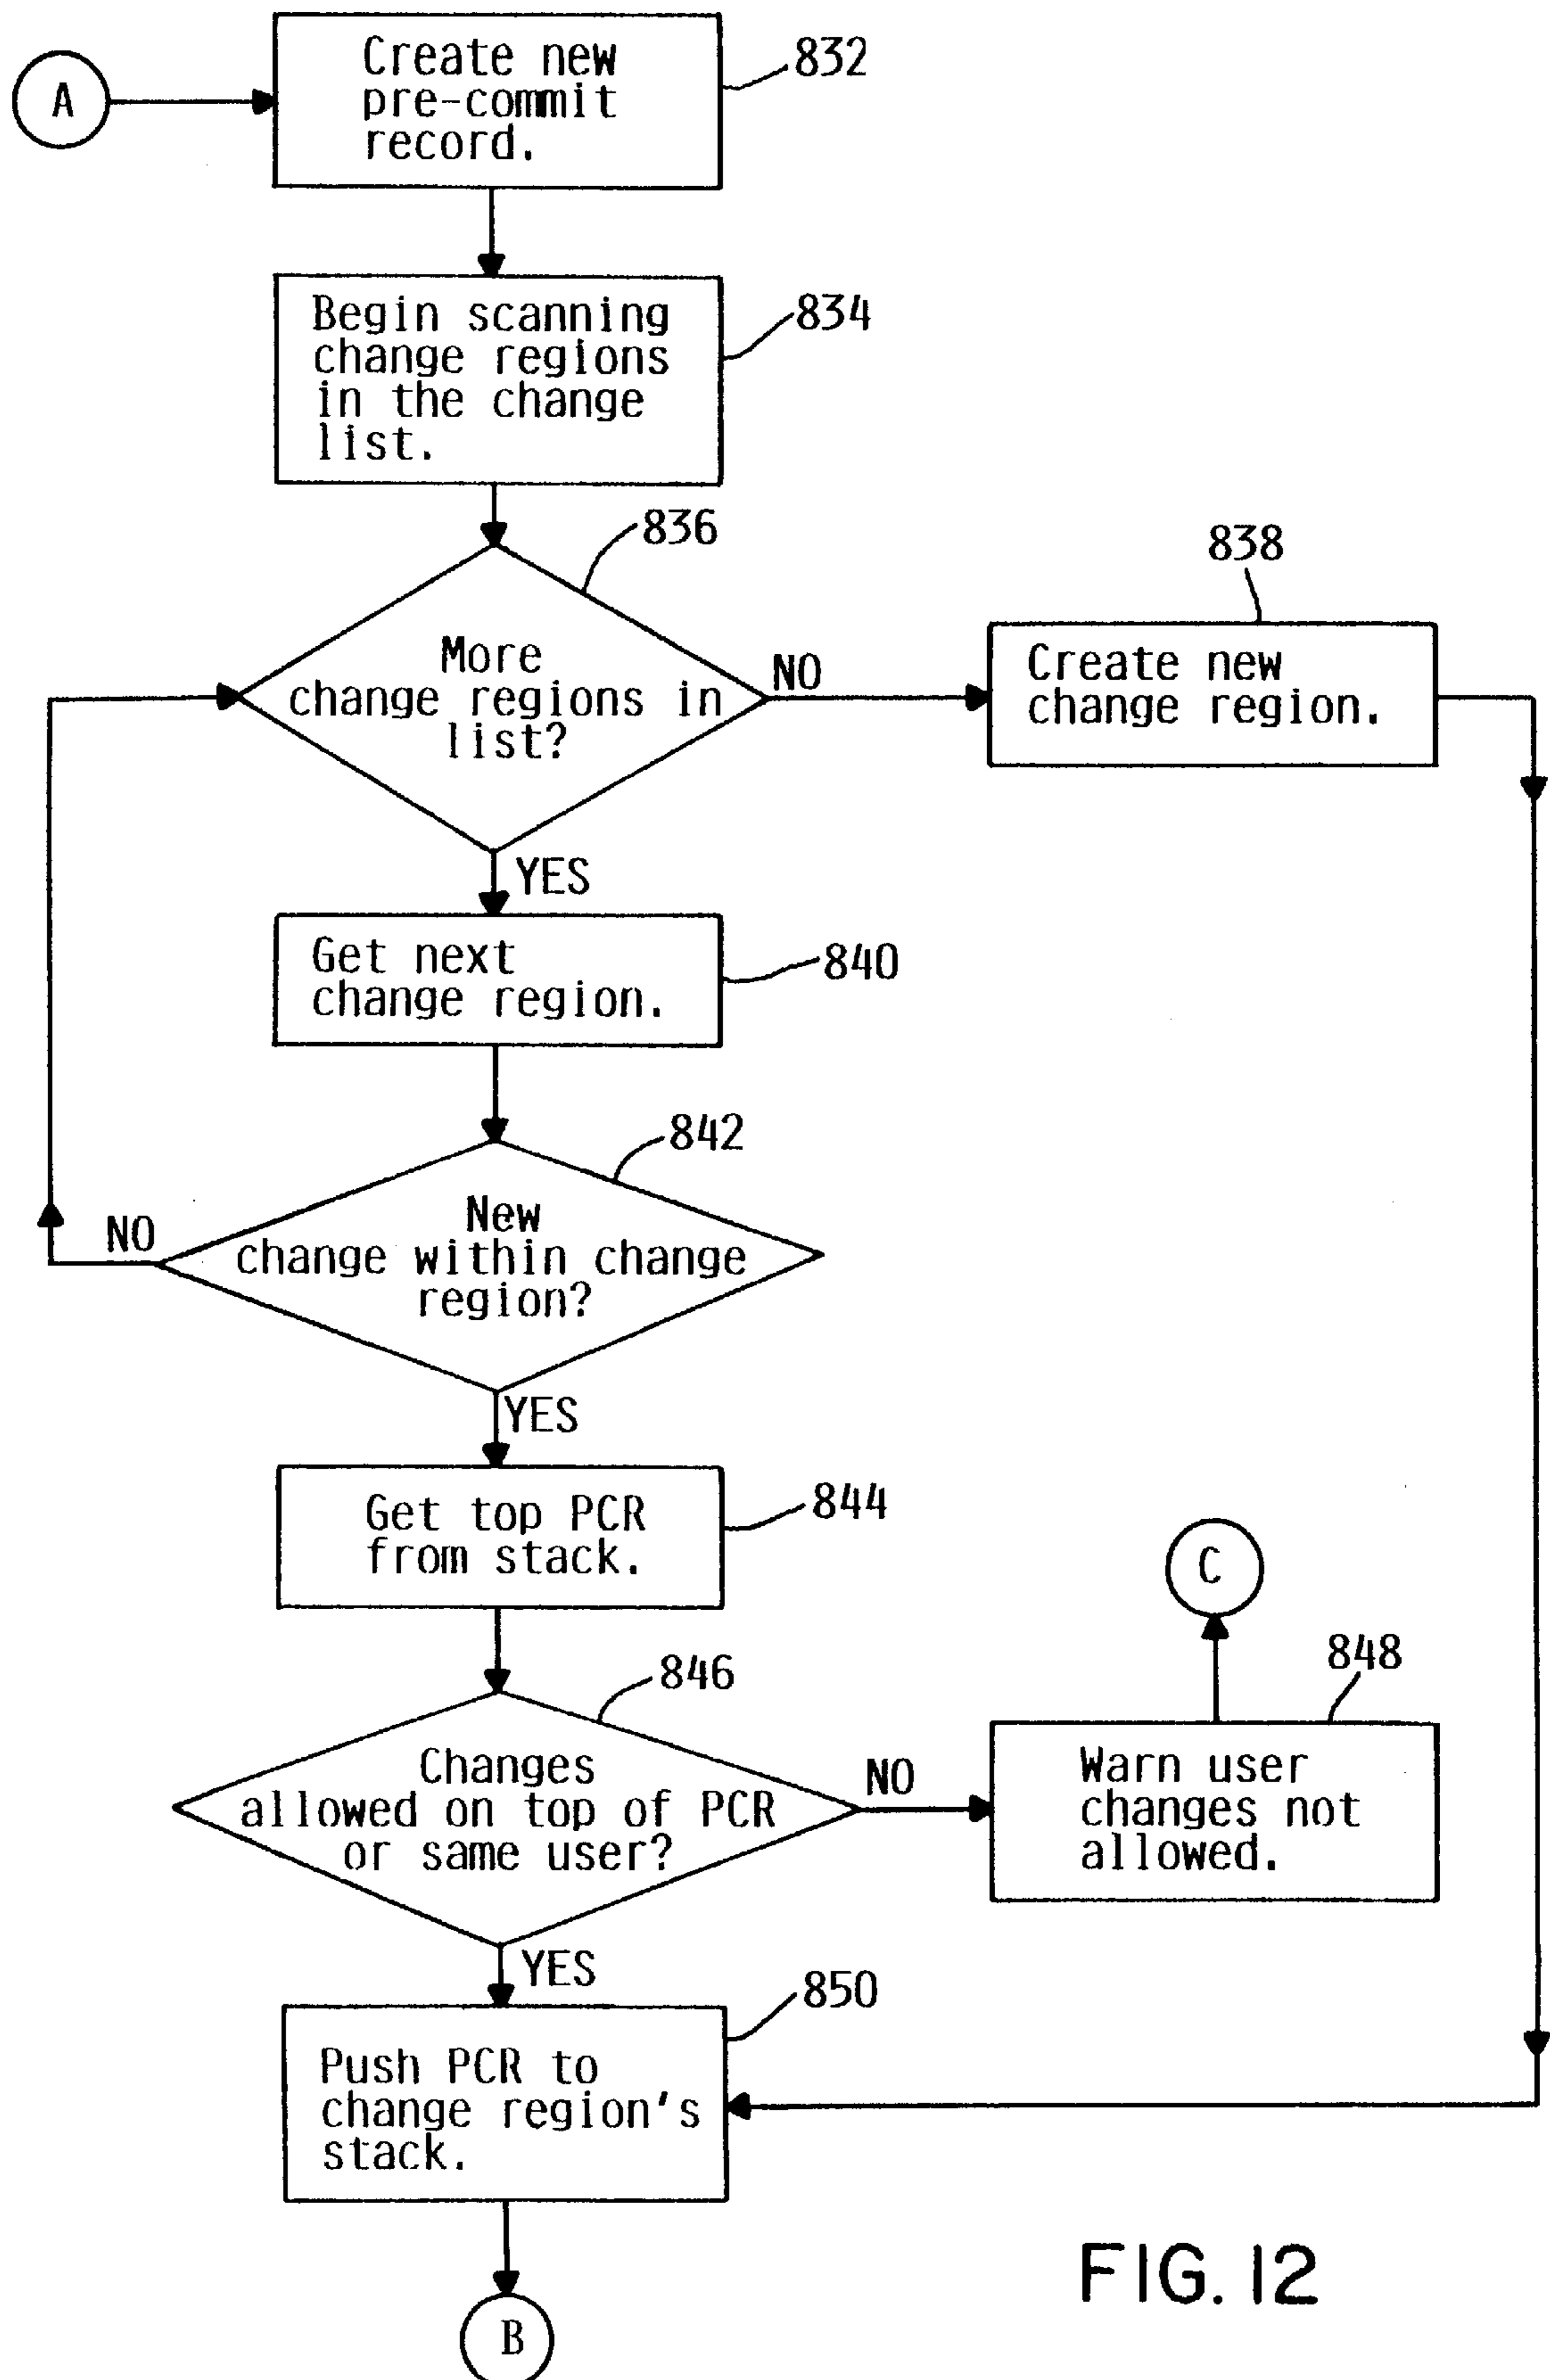 A
Create new
pre-commit
record.
832
Begin scanning
change regions
in the change
list.
834
836
More
change regions in
list?
NO
838
Create new
change region.
YES
Get next
change region.
840
842
New
change within change
region?
NO
YES
Get top PCR
from stack.
844
C
846
Changes
allowed on top of PCR
or same user?
NO
848
Warn user
changes not
allowed.
YES
850
Push PCR to
change region's
stack.
B
FIG. 12